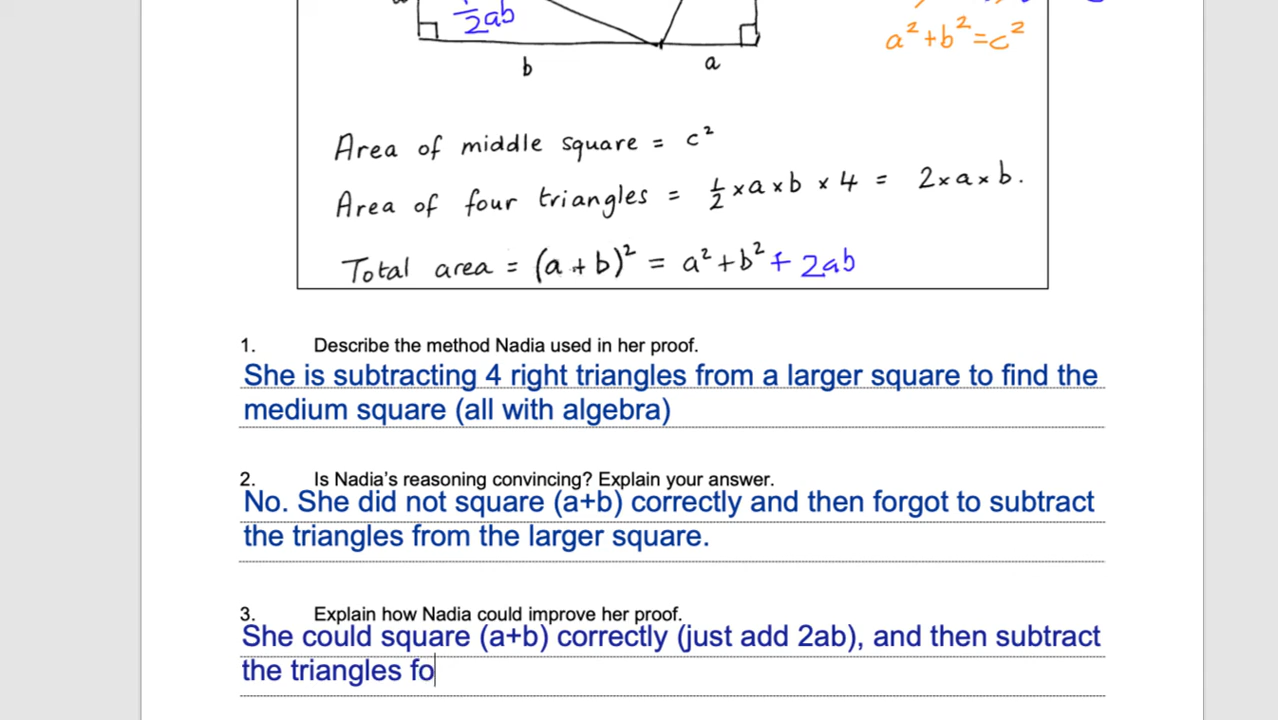 1/2ab
a²+b²=c²
b
a
Area of middle square = c²
Area of four triangles = 1/2 × a × b × 4 = 2×a×b.
Total area = (a + b)² = a² + b² + 2ab
1. Describe the method Nadia used in her proof.
She is subtracting 4 right triangles from a larger square to find the
medium square (all with algebra)
2. Is Nadia’s reasoning convincing? Explain your answer.
No. She did not square (a+b) correctly and then forgot to subtract
the triangles from the larger square.
3. Explain how Nadia could improve her proof.
She could square (a+b) correctly (just add 2ab), and then subtract
the triangles fo